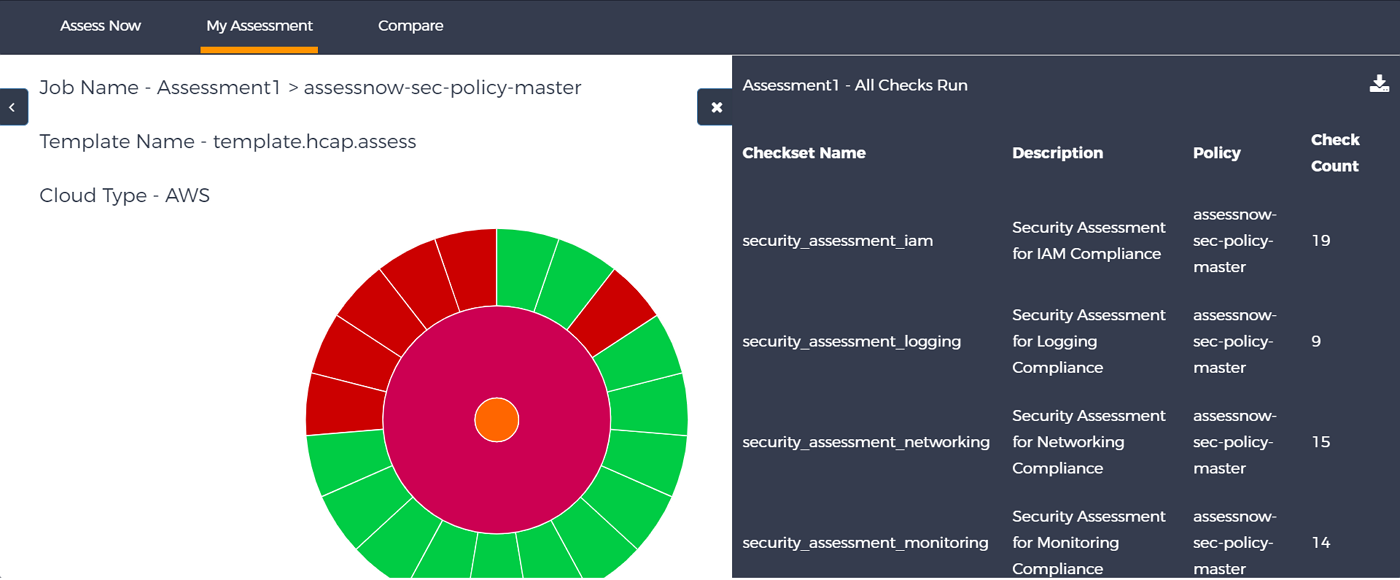 Assess Now
My Assessment
Compare
Job Name - Assessment1 > assessnow-sec-policy-master
Template Name - template.hcap.assess
Cloud Type - AWS
Assessment1 - All Checks Run
Checkset Name
Description
Policy
Check
Count
security_assessment_iam
Security Assessment
for IAM Compliance
assessnow-
sec-policy-
master
19
security_assessment_logging
Security Assessment
for Logging
Compliance
assessnow-
sec-policy-
master
9
security_assessment_networking
Security Assessment
for Networking
Compliance
assessnow-
sec-policy-
master
15
security_assessment_monitoring
Security Assessment
for Monitoring
Compliance
assessnow-
sec-policy-
master
14